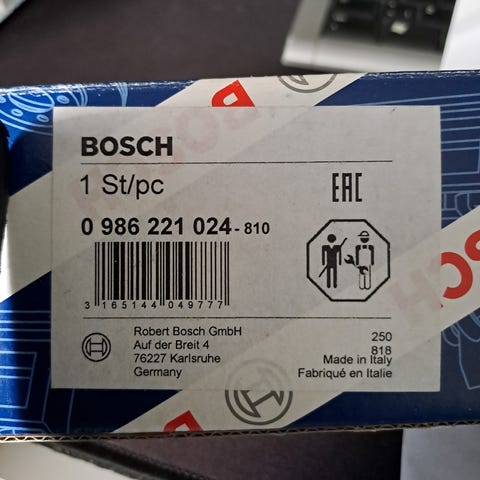 BOSCH
BOSCH
1 St/pc
EAC
0 986 221 024 - 810
3 165144 049777
Robert Bosch GmbH
Auf der Breit 4
76227 Karlsruhe
Germany
250
818
Made in Italy
Fabriqué en Italie